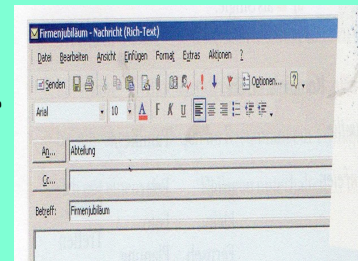 Firmenjubiläum - Nachricht (Rich-Text)
Datei Bearbeiten Ansicht Einfügen Format Extras Aktionen ?
Senden Optionen...
Arial 10 A F K U
An... Abteilung
Cc...
Betreff: Firmenjubiläum